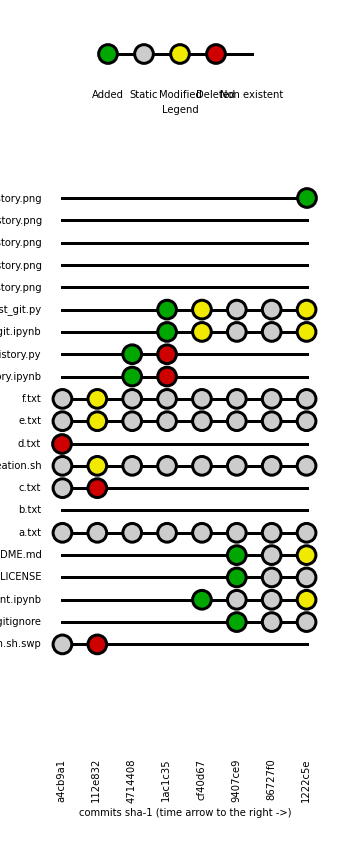 Added Static Modified Deleted Non existent
Legend
story.png
story.png
story.png
story.png
story.png
st_git.py
git.ipynb
istory.py
ory.ipynb
f.txt
e.txt
d.txt
eation.sh
c.txt
b.txt
a.txt
DME.md
LICENSE
nt.ipynb
gitignore
n.sh.swp
a4cb9a1
112e832
4714408
1ac1c35
cf40d67
9407ce9
86727f0
1222c5e
commits sha-1 (time arrow to the right ->)